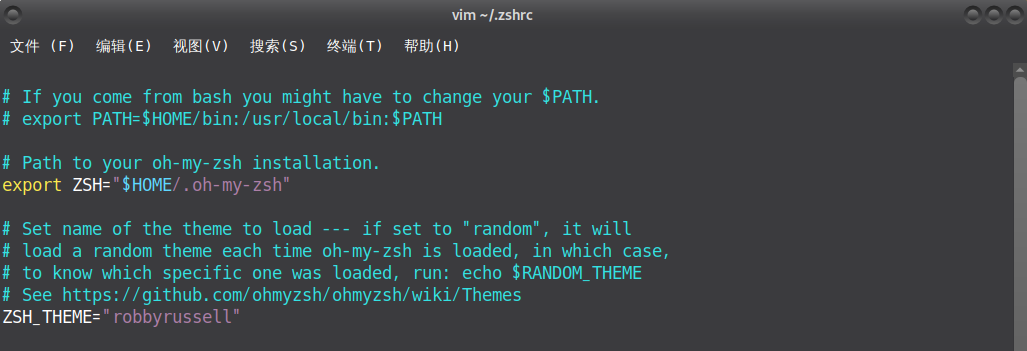 vim ~/.zshrc
文件 (F) 编辑(E) 视图(V) 搜索(S) 终端(T) 帮助(H)
# If you come from bash you might have to change your $PATH.
# export PATH=$HOME/bin:/usr/local/bin:$PATH
# Path to your oh-my-zsh installation.
export ZSH="$HOME/.oh-my-zsh"
# Set name of the theme to load --- if set to "random", it will
# load a random theme each time oh-my-zsh is loaded, in which case,
# to know which specific one was loaded, run: echo $RANDOM_THEME
# See https://github.com/ohmyzsh/ohmyzsh/wiki/Themes
ZSH_THEME="robbyrussell"